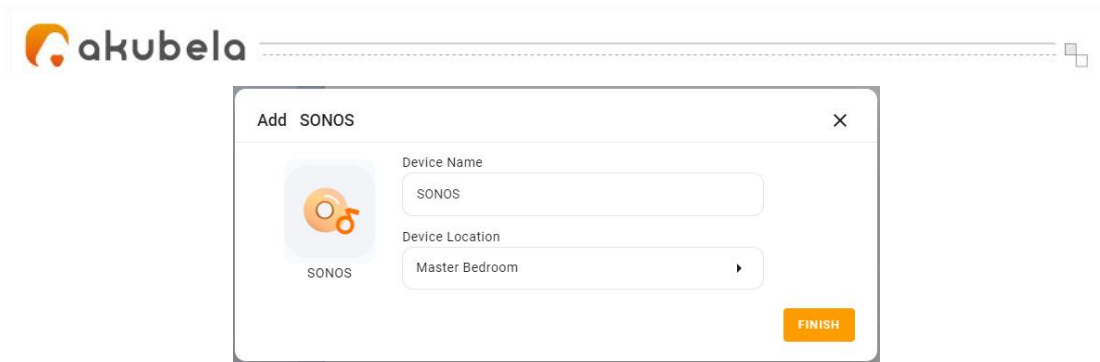 akubela
Add SONOS
Device Name
SONOS
Device Location
SONOS
Master Bedroom
FINISH